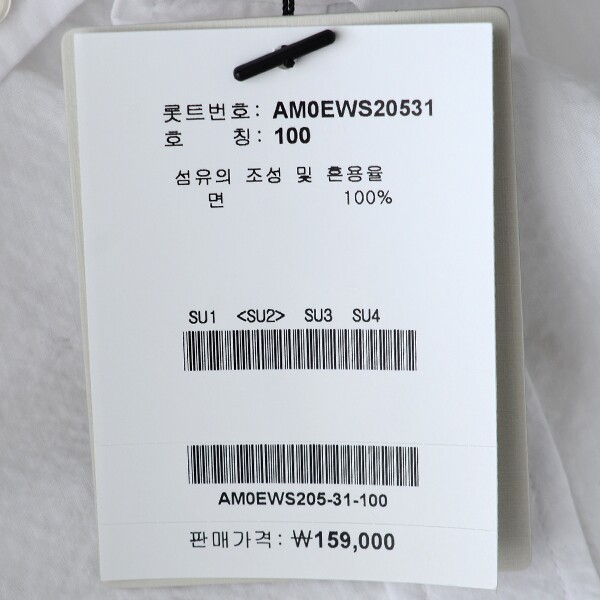 롯트번호: AM0EWS20531
호 칭: 100
섬유의 조성 및 혼용율
면 100%
SU1 <SU2> SU3 SU4
AM0EWS205-31-100
판매가격: ₩159,000